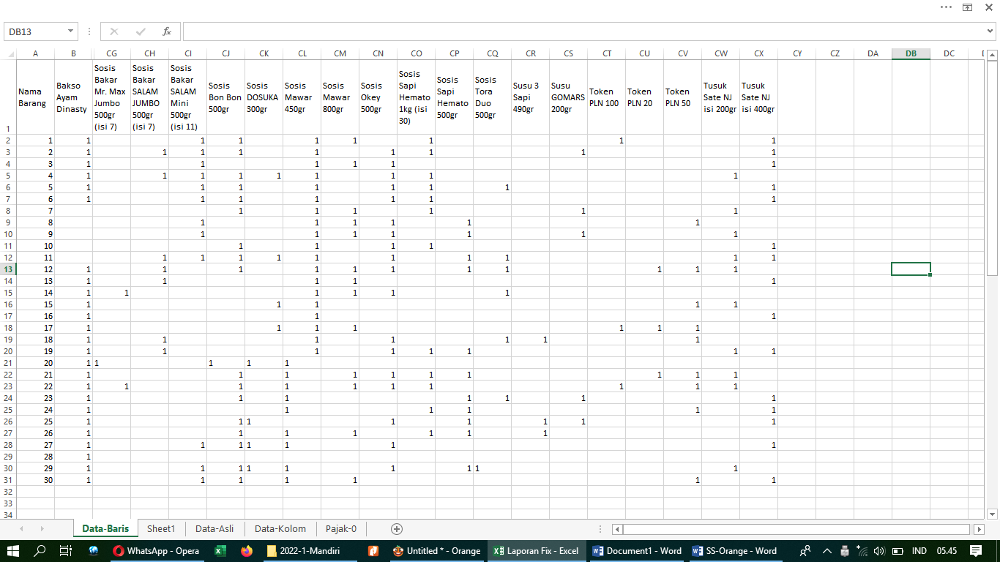 DB13
fx
A B CG CH CI CJ CK CL CM CN CO CP CQ CR CS CT CU CV CW CX CY CZ DA DB DC
1
Nama
Barang
Bakso
Ayam
Dinasty
Sosis
Bakar
Mr. Max
Jumbo
500gr
(isi 7)
Sosis
Bakar
SALAM
JUMBO
500gr
(isi 7)
Sosis
Bakar
SALAM
Mini
500gr
(isi 11)
Sosis
Bon Bon
500gr
Sosis
DOSUKA
300gr
Sosis
Mawar
450gr
Sosis
Mawar
800gr
Sosis
Okey
500gr
Sosis
Sapi
Hemato
1kg (isi
30)
Sosis
Sapi
Hemato
500gr
Sosis
Tora
Duo
500gr
Susu 3
Sapi
490gr
Susu
GOMARS
200gr
Token
PLN 100
Token
PLN 20
Token
PLN 50
Tusuk
Sate NJ
isi 200gr
Tusuk
Sate NJ
isi 400gr
2 1 1 1 1 1 1 1 1 1
3 2 1 1 1 1 1 1 1 1 1
4 3 1 1 1 1 1 1
5 4 1 1 1 1 1 1 1 1 1
6 5 1 1 1 1 1 1 1 1
7 6 1 1 1 1 1 1 1
8 7 1 1 1 1 1 1
9 8 1 1 1 1 1 1
10 9 1 1 1 1 1 1 1
11 10 1 1 1 1 1
12 11 1 1 1 1 1 1 1 1 1 1
13 12 1 1 1 1 1 1 1 1 1 1 1 1
14 13 1 1 1 1 1
15 14 1 1 1 1 1 1
16 15 1 1 1 1 1
17 16 1 1 1
18 17 1 1 1 1 1 1 1
19 18 1 1 1 1 1 1 1
20 19 1 1 1 1 1 1 1 1
21 20 1 1 1 1 1
22 21 1 1 1 1 1 1 1 1 1 1
23 22 1 1 1 1 1 1 1 1 1 1
24 23 1 1 1 1 1 1 1
25 24 1 1 1 1 1 1
26 25 1 1 1 1 1 1 1 1
27 26 1 1 1 1 1 1 1
28 27 1 1 1 1 1 1 1
29 28 1
30 29 1 1 1 1 1 1 1 1 1
31 30 1 1 1 1 1 1 1
32
33
34
Data-Baris Sheet1 Data-Asli Data-Kolom Pajak-0
WhatsApp - Opera 2022-1-Mandiri Untitled * - Orange Laporan Fix - Excel Document1 - Word SS-Orange - Word IND 05.45